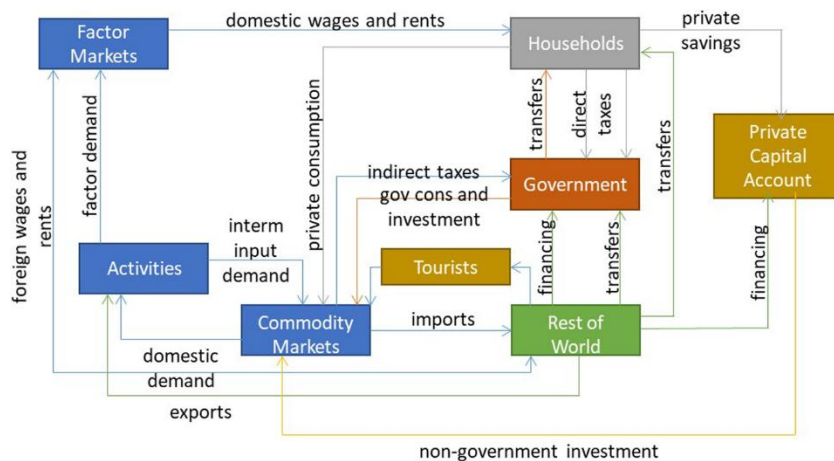 domestic wages and rents
Factor
Markets
Households
private
savings
foreign wages and
rents
factor demand
private consumption
transfers
direct
taxes
transfers
Private
Capital
Account
indirect taxes
gov cons and
investment
Government
interm
input
demand
Activities
Tourists
financing
transfers
financing
Commodity
Markets
imports
Rest of
World
domestic
demand
exports
non-government investment